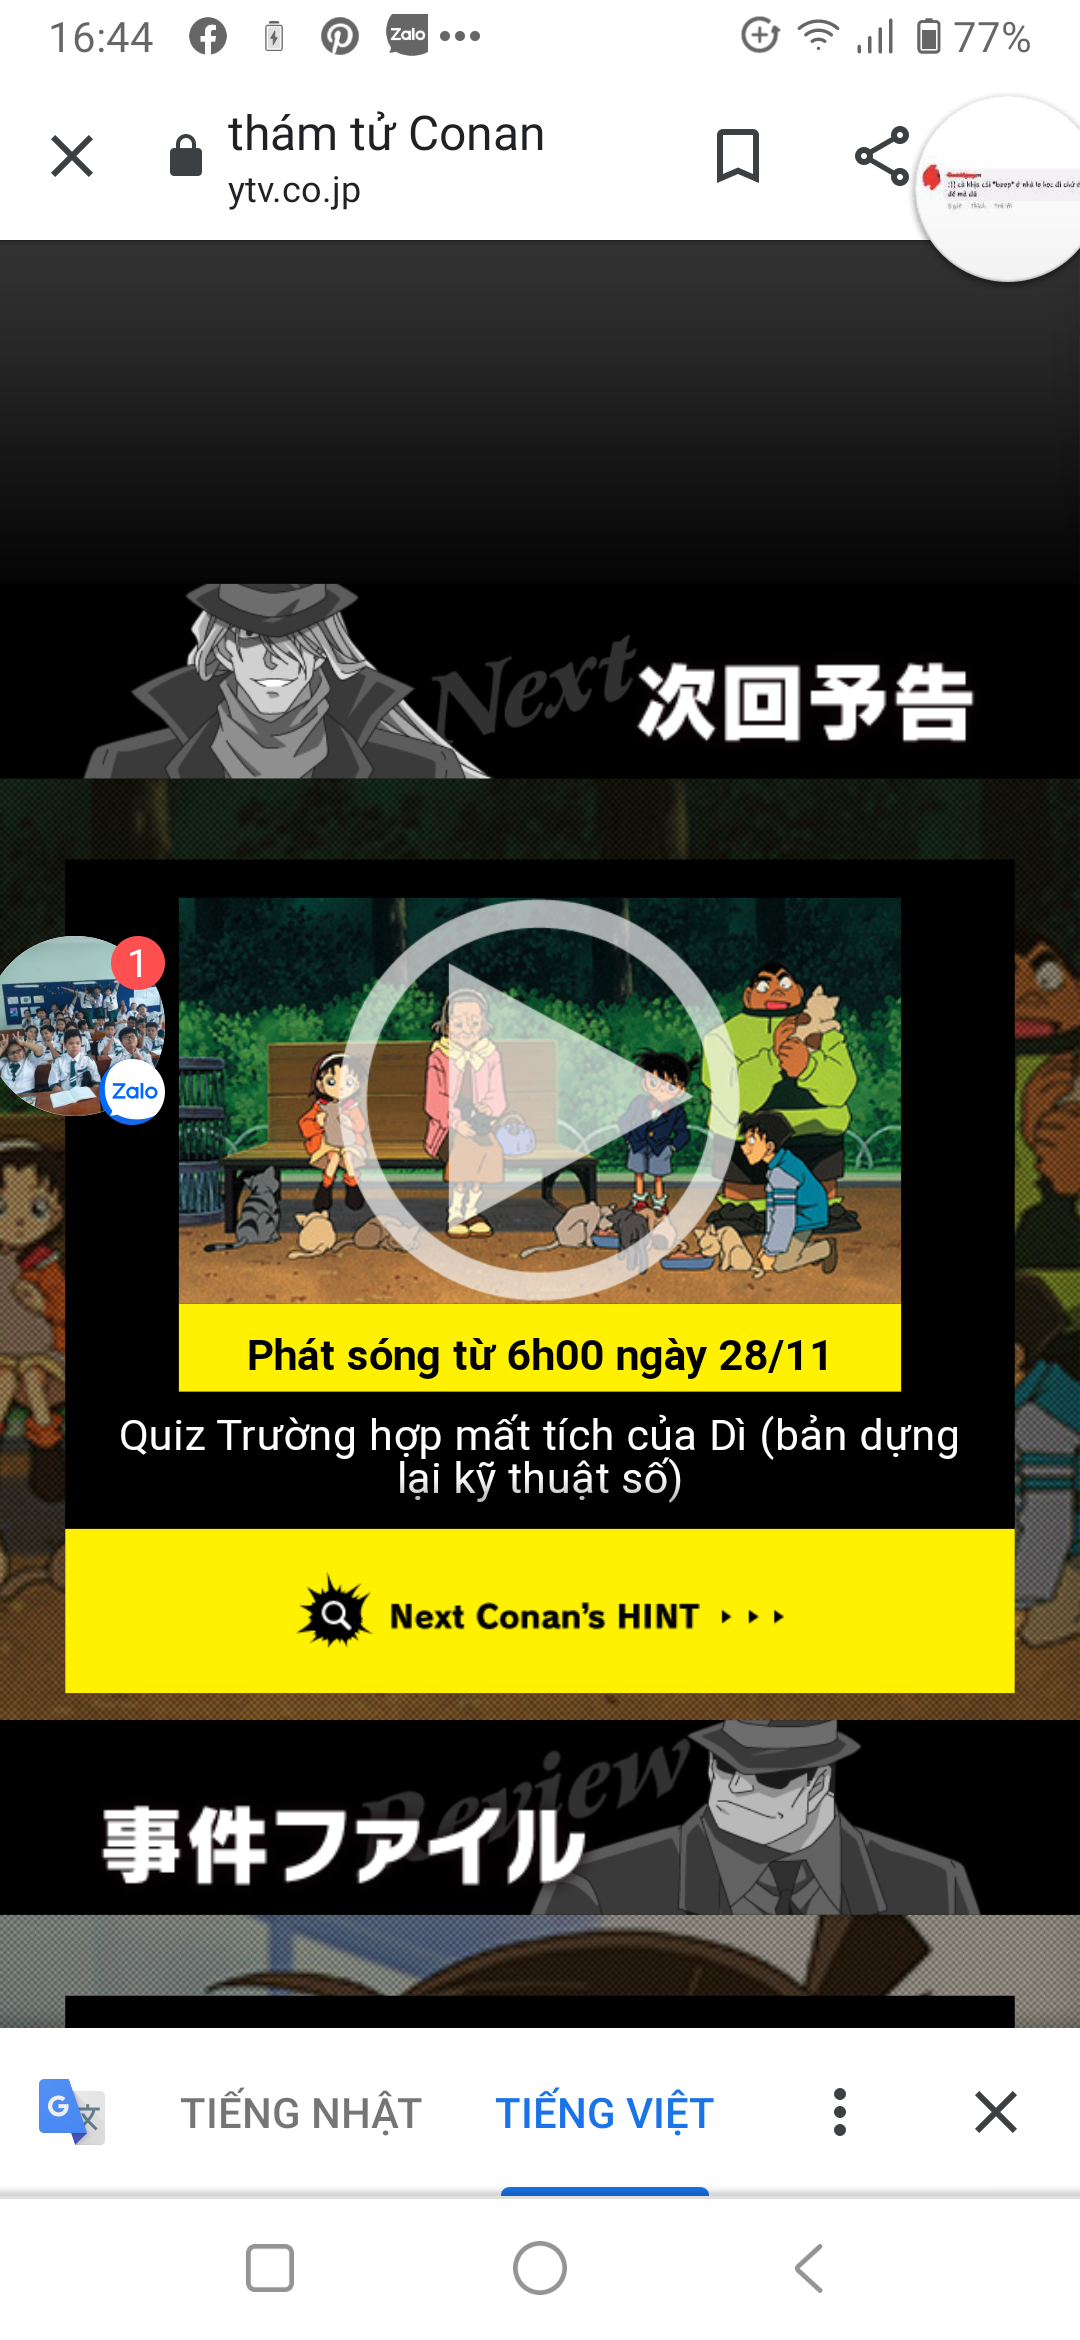 16:44
Zalo
77%
thám tử Conan
ytv.co.jp
Next
次回予告
1
Zalo
Phát sóng từ 6h00 ngày 28/11
Quiz Trường hợp mất tích của Dì (bản dựng
lại kỹ thuật số)
Next Conan's HINT
Review
事件ファイル
TIẾNG NHẬT
TIẾNG VIỆT